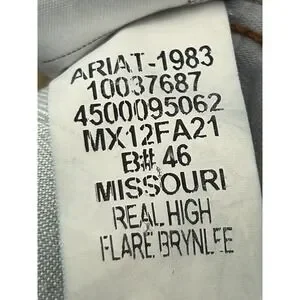 ARIAT-1983
10037687
4500095062
MX12FA21
B# 46
MISSOURI
REAL HIGH
FLARE BRYNLEE